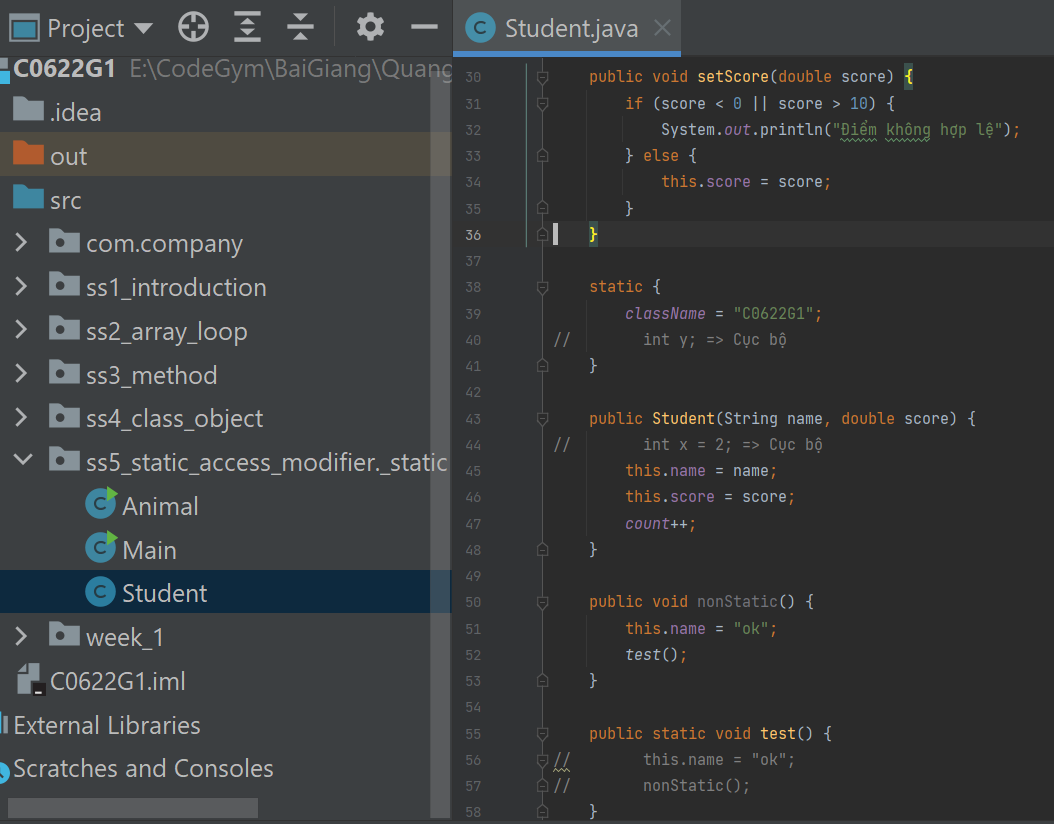 Project
C0622G1 E:\CodeGym\BaiGiang\Quang
.idea
out
src
com.company
ss1_introduction
ss2_array_loop
ss3_method
ss4_class_object
ss5_static_access_modifier._static
Animal
Main
Student
week_1
C0622G1.iml
External Libraries
Scratches and Consoles
Student.java
30 public void setScore(double score) {
31 if (score < 0 || score > 10) {
32 System.out.println("Điểm không hợp lệ");
33 } else {
34 this.score = score;
35 }
36 }
37
38 static {
39 className = "C0622G1";
40 // int y; => Cục bộ
41 }
42
43 public Student(String name, double score) {
44 // int x = 2; => Cục bộ
45 this.name = name;
46 this.score = score;
47 count++;
48 }
49
50 public void nonStatic() {
51 this.name = "ok";
52 test();
53 }
54
55 public static void test() {
56 // this.name = "ok";
57 // nonStatic();
58 }